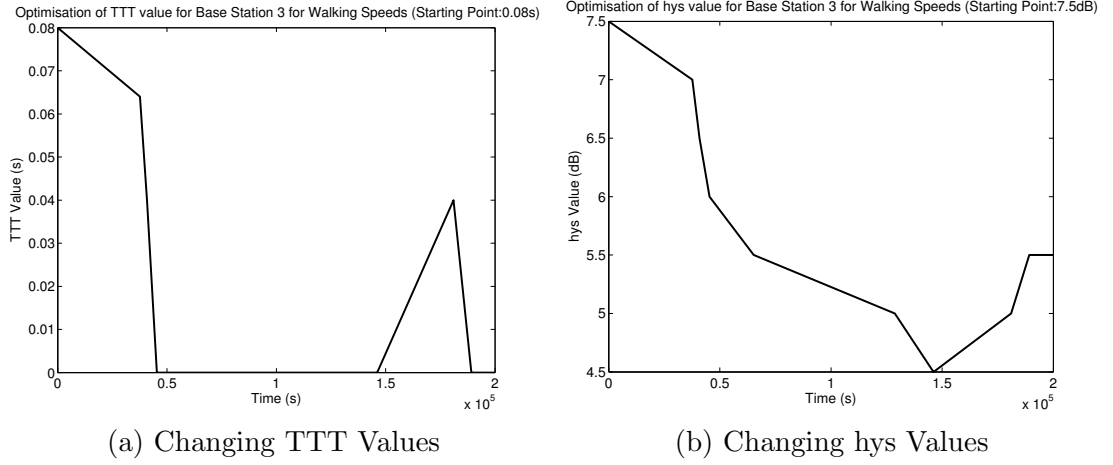 Optimisation of TTT value for Base Station 3 for Walking Speeds (Starting Point:0.08s)
0.08
0.07
0.06
0.05
0.04
0.03
0.02
0.01
0
TTT Value (s)
0 0.5 1 1.5 2
Time (s)
x 10^5
(a) Changing TTT Values
Optimisation of hys value for Base Station 3 for Walking Speeds (Starting Point:7.5dB)
7.5
7
6.5
6
5.5
5
4.5
hys Value (dB)
0 0.5 1 1.5 2
Time (s)
x 10^5
(b) Changing hys Values